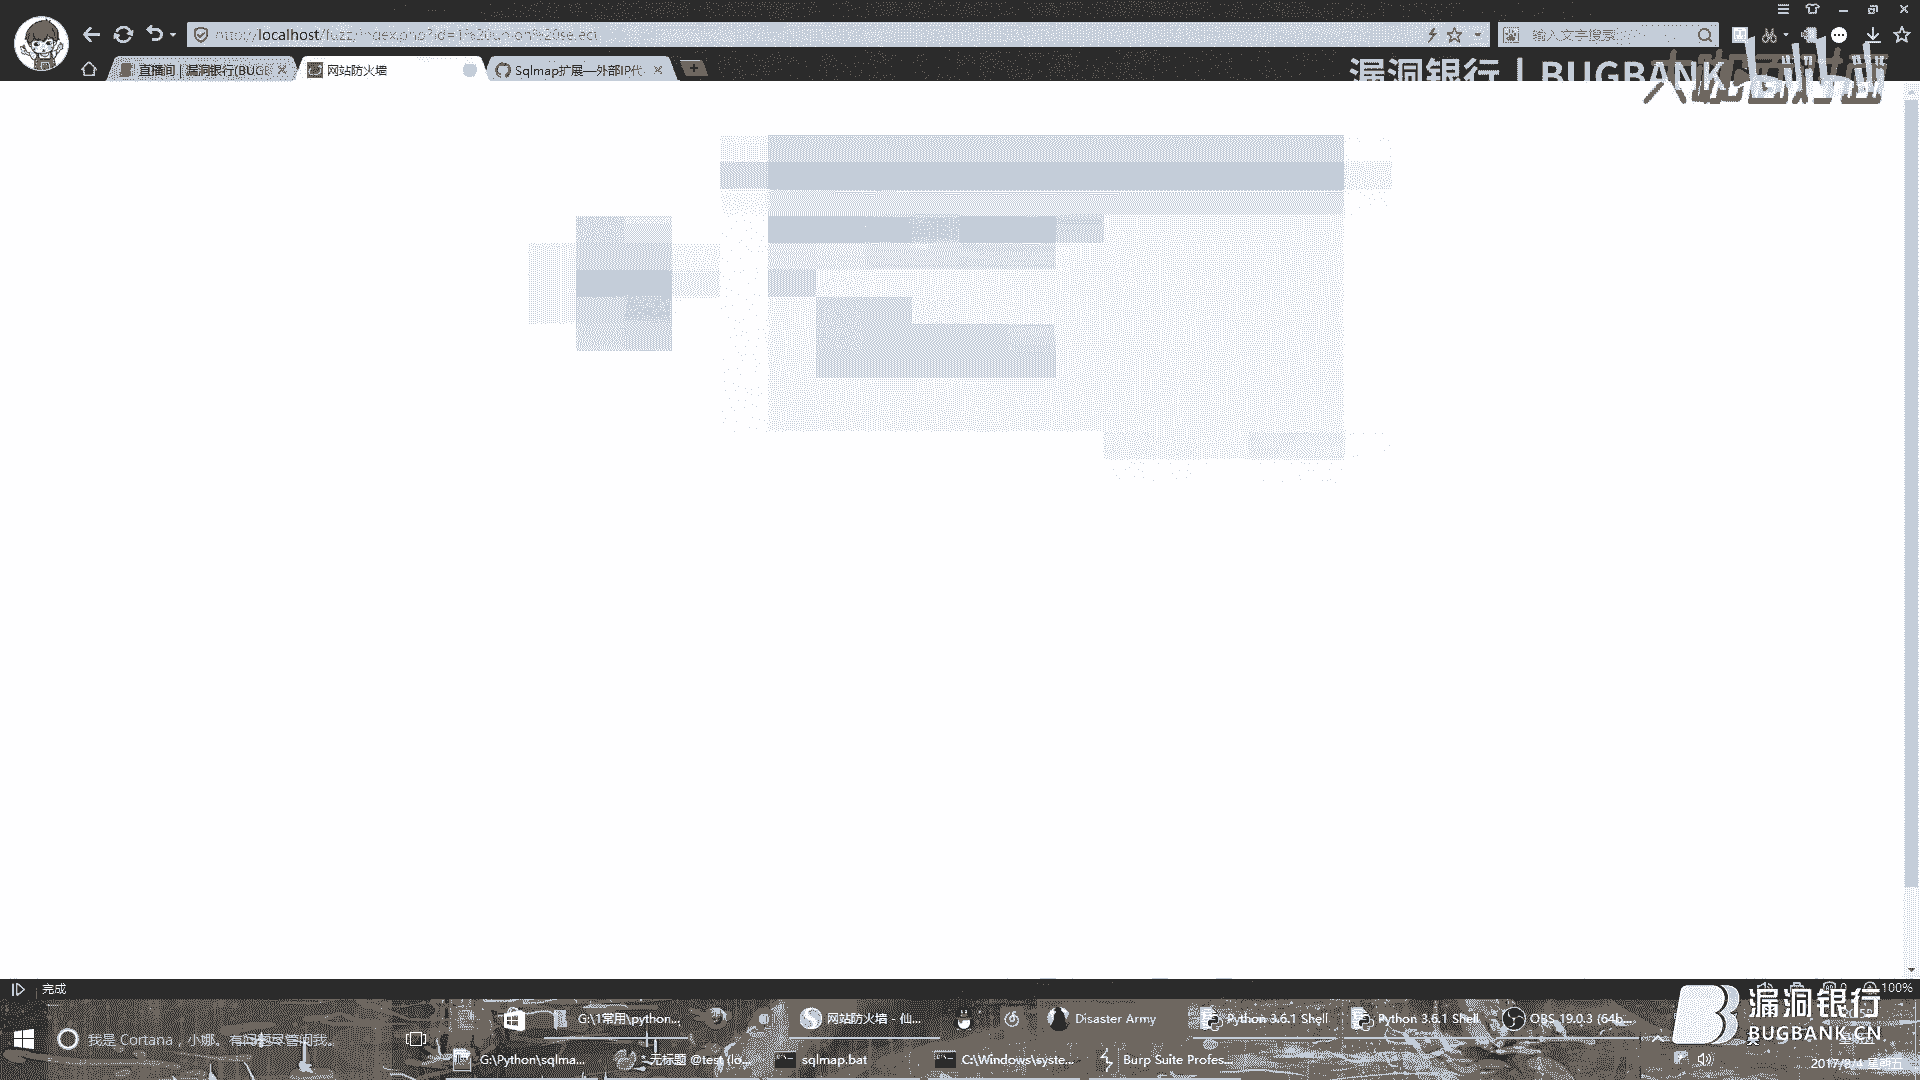 http://localhost/fuzz/index.php?id=1%20union%20select
输入文字搜索
直播间 | 漏洞银行(BUGB
网站防火墙
Sqlmap扩展—外部IP代
漏洞银行 | BUGBANK
bilibili
完成
100%
G:\1常用\python...
网站防火墙 - 仙...
Disaster Army
Python 3.6.1 Shell
Python 3.6.1 Shell
OBS 19.0.3 (64b...
漏洞银行
BUGBANK.CN
我是 Cortana，小娜。有问题尽管问我。
G:\Python\sqlma...
*无标题 @test (lo...
sqlmap.bat
C:\Windows\syste...
Burp Suite Profes...
2017/8/4 星期五